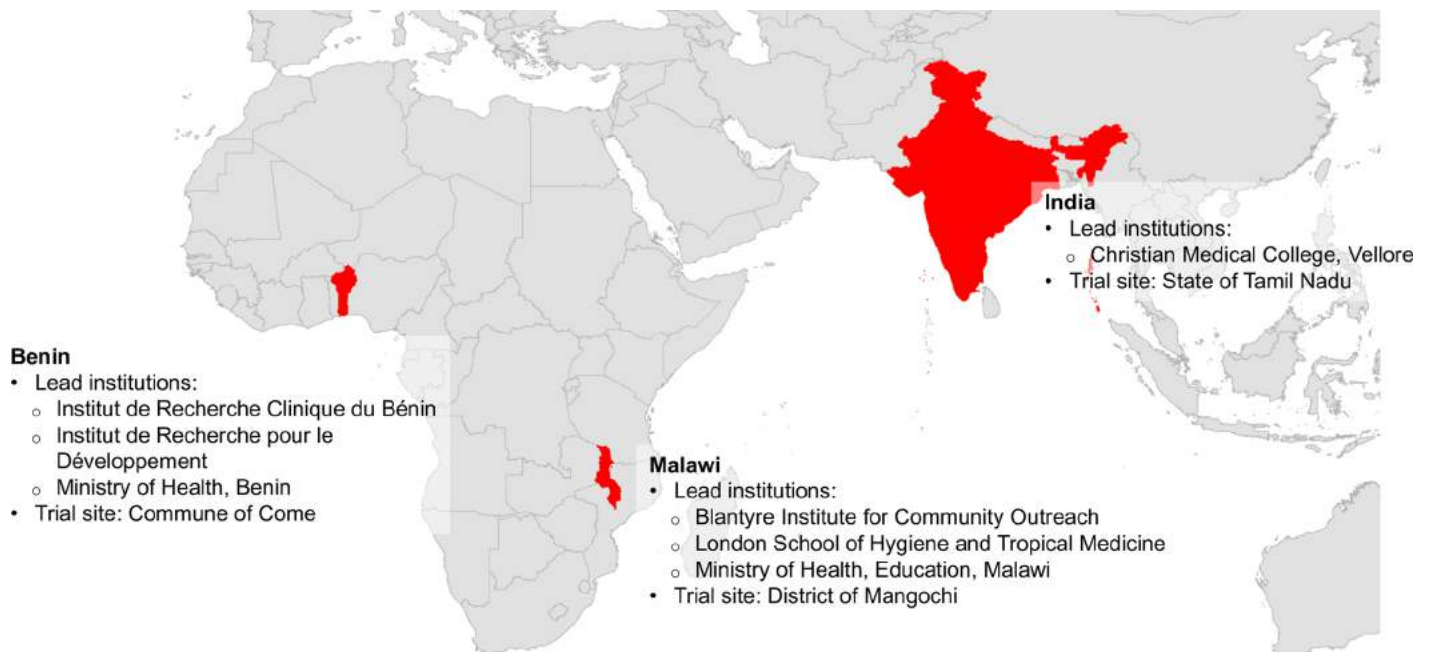 India
• Lead institutions:
o Christian Medical College, Vellore
• Trial site: State of Tamil Nadu
Benin
• Lead institutions:
o Institut de Recherche Clinique du Bénin
o Institut de Recherche pour le
Développement
o Ministry of Health, Benin
• Trial site: Commune of Come
Malawi
• Lead institutions:
o Blantyre Institute for Community Outreach
o London School of Hygiene and Tropical Medicine
o Ministry of Health, Education, Malawi
• Trial site: District of Mangochi